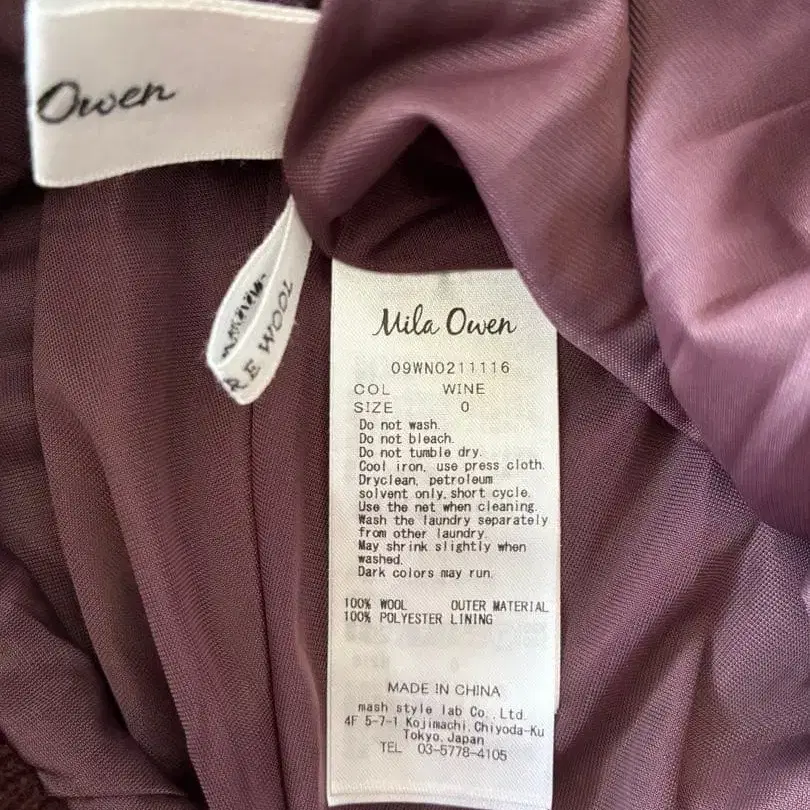 Owen
RE WOOL
Mila Owen
09WN0211116
COL WINE
SIZE 0
Do not wash.
Do not bleach.
Do not tumble dry.
Cool iron, use press cloth.
Dryclean, petroleum
solvent only, short cycle.
Use the net when cleaning.
Wash the laundry separately
from other laundry.
May shrink slightly when
washed.
Dark colors may run.
100% WOOL OUTER MATERIAL
100% POLYESTER LINING
MADE IN CHINA
mash style lab Co., Ltd.
4F 5-7-1 Kojimachi, Chiyoda-Ku
Tokyo, Japan
TEL 03-5778-4105